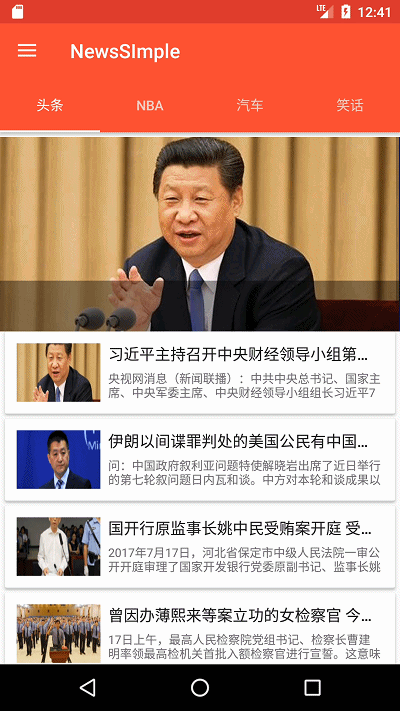 LTE 12:41
NewsSImple
头条 NBA 汽车 笑话
习近平主持召开中央财经领导小组第…
央视网消息（新闻联播）：中共中央总书记、国家主
席、中央军委主席、中央财经领导小组组长习近平7
伊朗以间谍罪判处的美国公民有中国…
问：中国政府叙利亚问题特使解晓岩出席了近日举行
的第七轮叙问题日内瓦和谈。中方对本轮和谈成果以
国开行原监事长姚中民受贿案开庭 受…
2017年7月17日，河北省保定市中级人民法院一审公
开开庭审理了国家开发银行党委原副书记、监事长姚
曾因办薄熙来等案立功的女检察官 今…
17日上午，最高人民检察院党组书记、检察长曹建
明率领最高检机关首批入额检察官进行宣誓。这意味